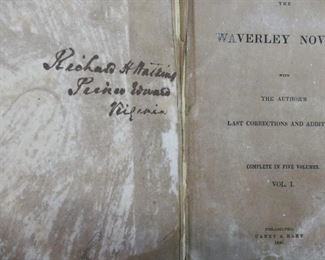 Richard H Watkins
Prince Edward
Virginia
THE
WAVERLEY NOV
WITH
THE AUTHOR'S
LAST CORRECTIONS AND ADDIT
COMPLETE IN FIVE VOLUMES.
VOL. I.
PHILADELPHIA
CAREY & HART